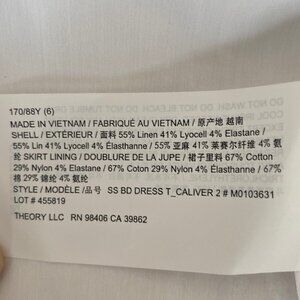 170/88Y (6)
MADE IN VIETNAM / FABRIQUÉ AU VIETNAM / 原产地 越南
SHELL / EXTÉRIEUR / 面料 55% Linen 41% Lyocell 4% Elastane /
55% Lin 41% Lyocell 4% Élasthanne / 55% 亚麻 41% 莱赛尔纤维 4% 氨
纶 SKIRT LINING / DOUBLURE DE LA JUPE / 裙子里料 67% Cotton
29% Nylon 4% Elastane / 67% Coton 29% Nylon 4% Élasthanne / 67%
棉 29% 锦纶 4% 氨纶
STYLE / MODÈLE /品号 SS BD DRESS T_CALIVER 2 # M0103631
LOT # 455819
THEORY LLC RN 98406 CA 39862